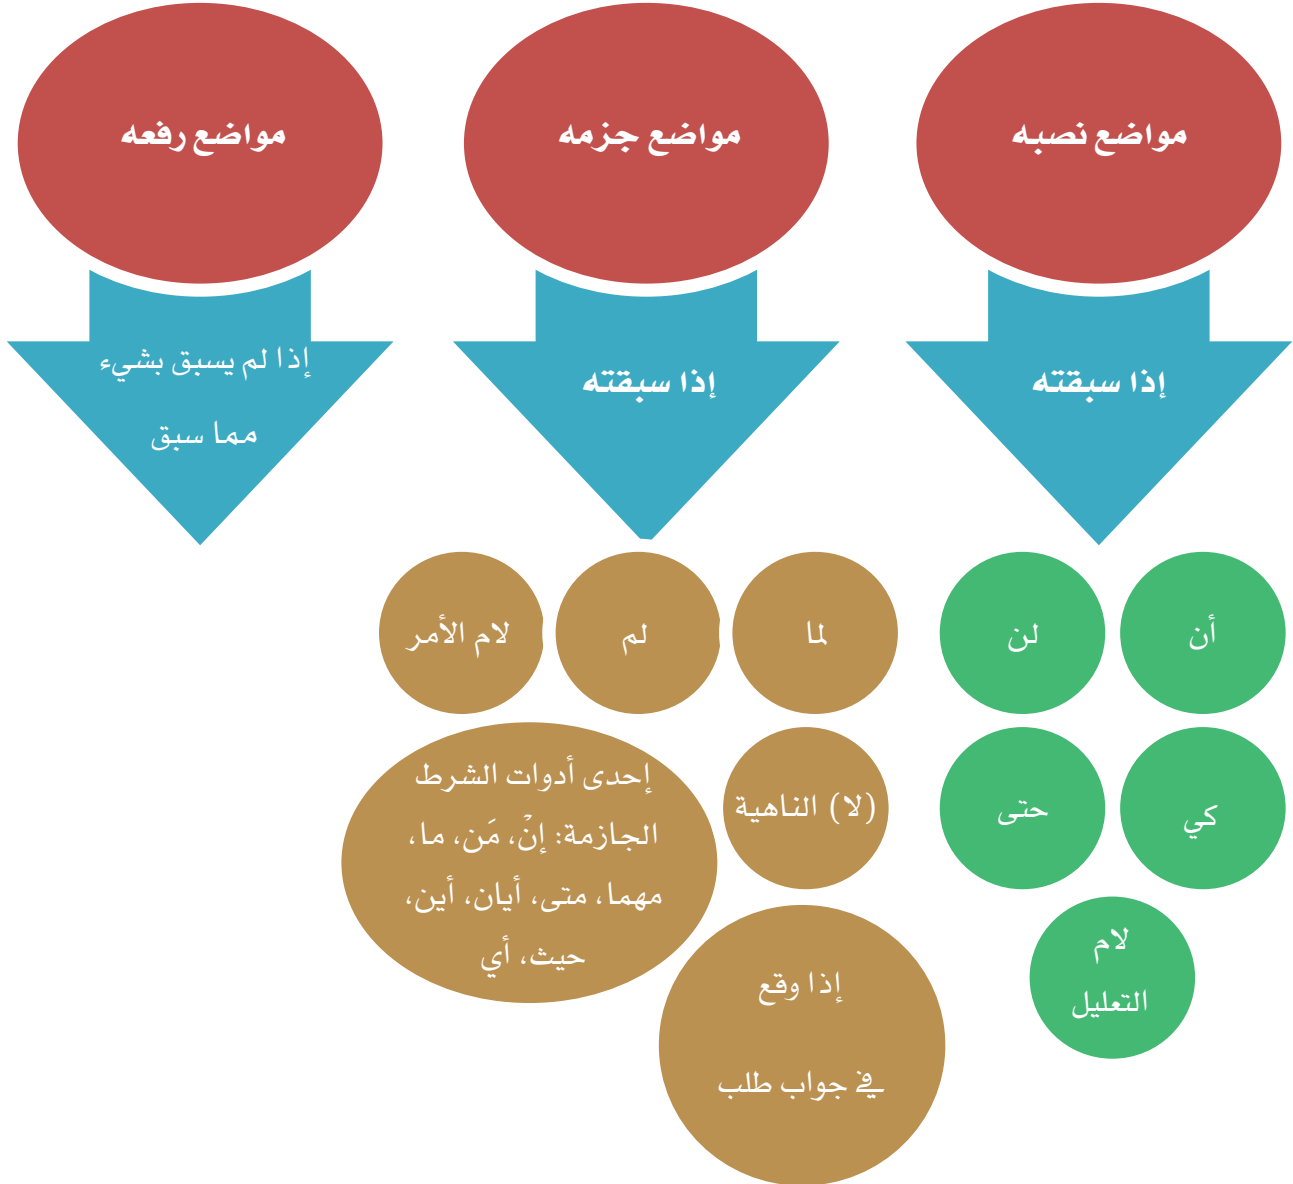 مواضع نصبه
إذا سبقته
أن
لن
كي
حتى
لام
التعليل
مواضع جزمه
إذا سبقته
لما
لم
لام الأمر
(لا) الناهية
إحدى أدوات الشرط
الجازمة: إنْ، مَن، ما،
مهما، متى، أيان، أين،
حيث، أي
إذا وقع
في جواب طلب
مواضع رفعه
إذا لم يسبق بشيء
مما سبق